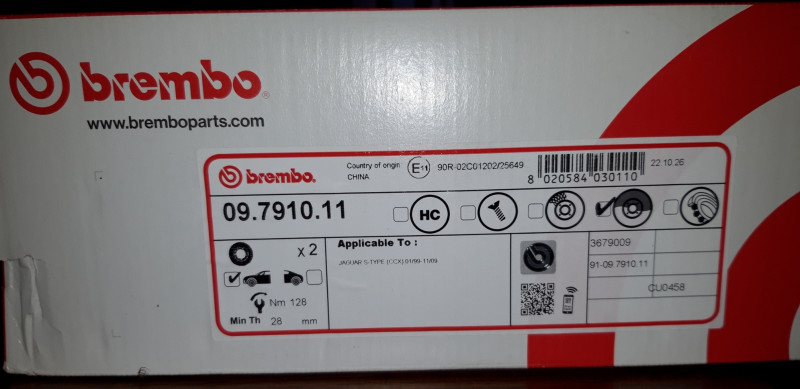 brembo
www.bremboparts.com
brembo
Country of origin
CHINA
E11
90R-02C01202/25649
8 020584 030110
22.10.26
09.7910.11
HC
x 2
Applicable To :
JAGUAR S-TYPE (CCX) 01/99-11/09
3679009
91-09.7910.11
CU0458
Nm 128
Min Th 28 mm